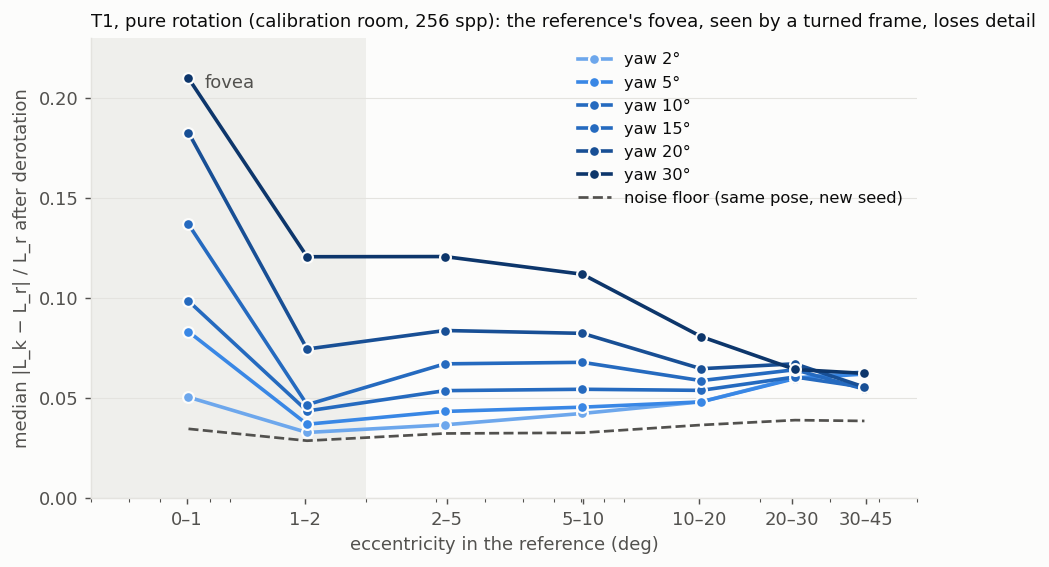 T1, pure rotation (calibration room, 256 spp): the reference's fovea, seen by a turned frame, loses detail
fovea
yaw 2°
yaw 5°
yaw 10°
yaw 15°
yaw 20°
yaw 30°
noise floor (same pose, new seed)
median |L_k − L_r| / L_r after derotation
0.20
0.15
0.10
0.05
0.00
0–1
1–2
2–5
5–10
10–20
20–30
30–45
eccentricity in the reference (deg)